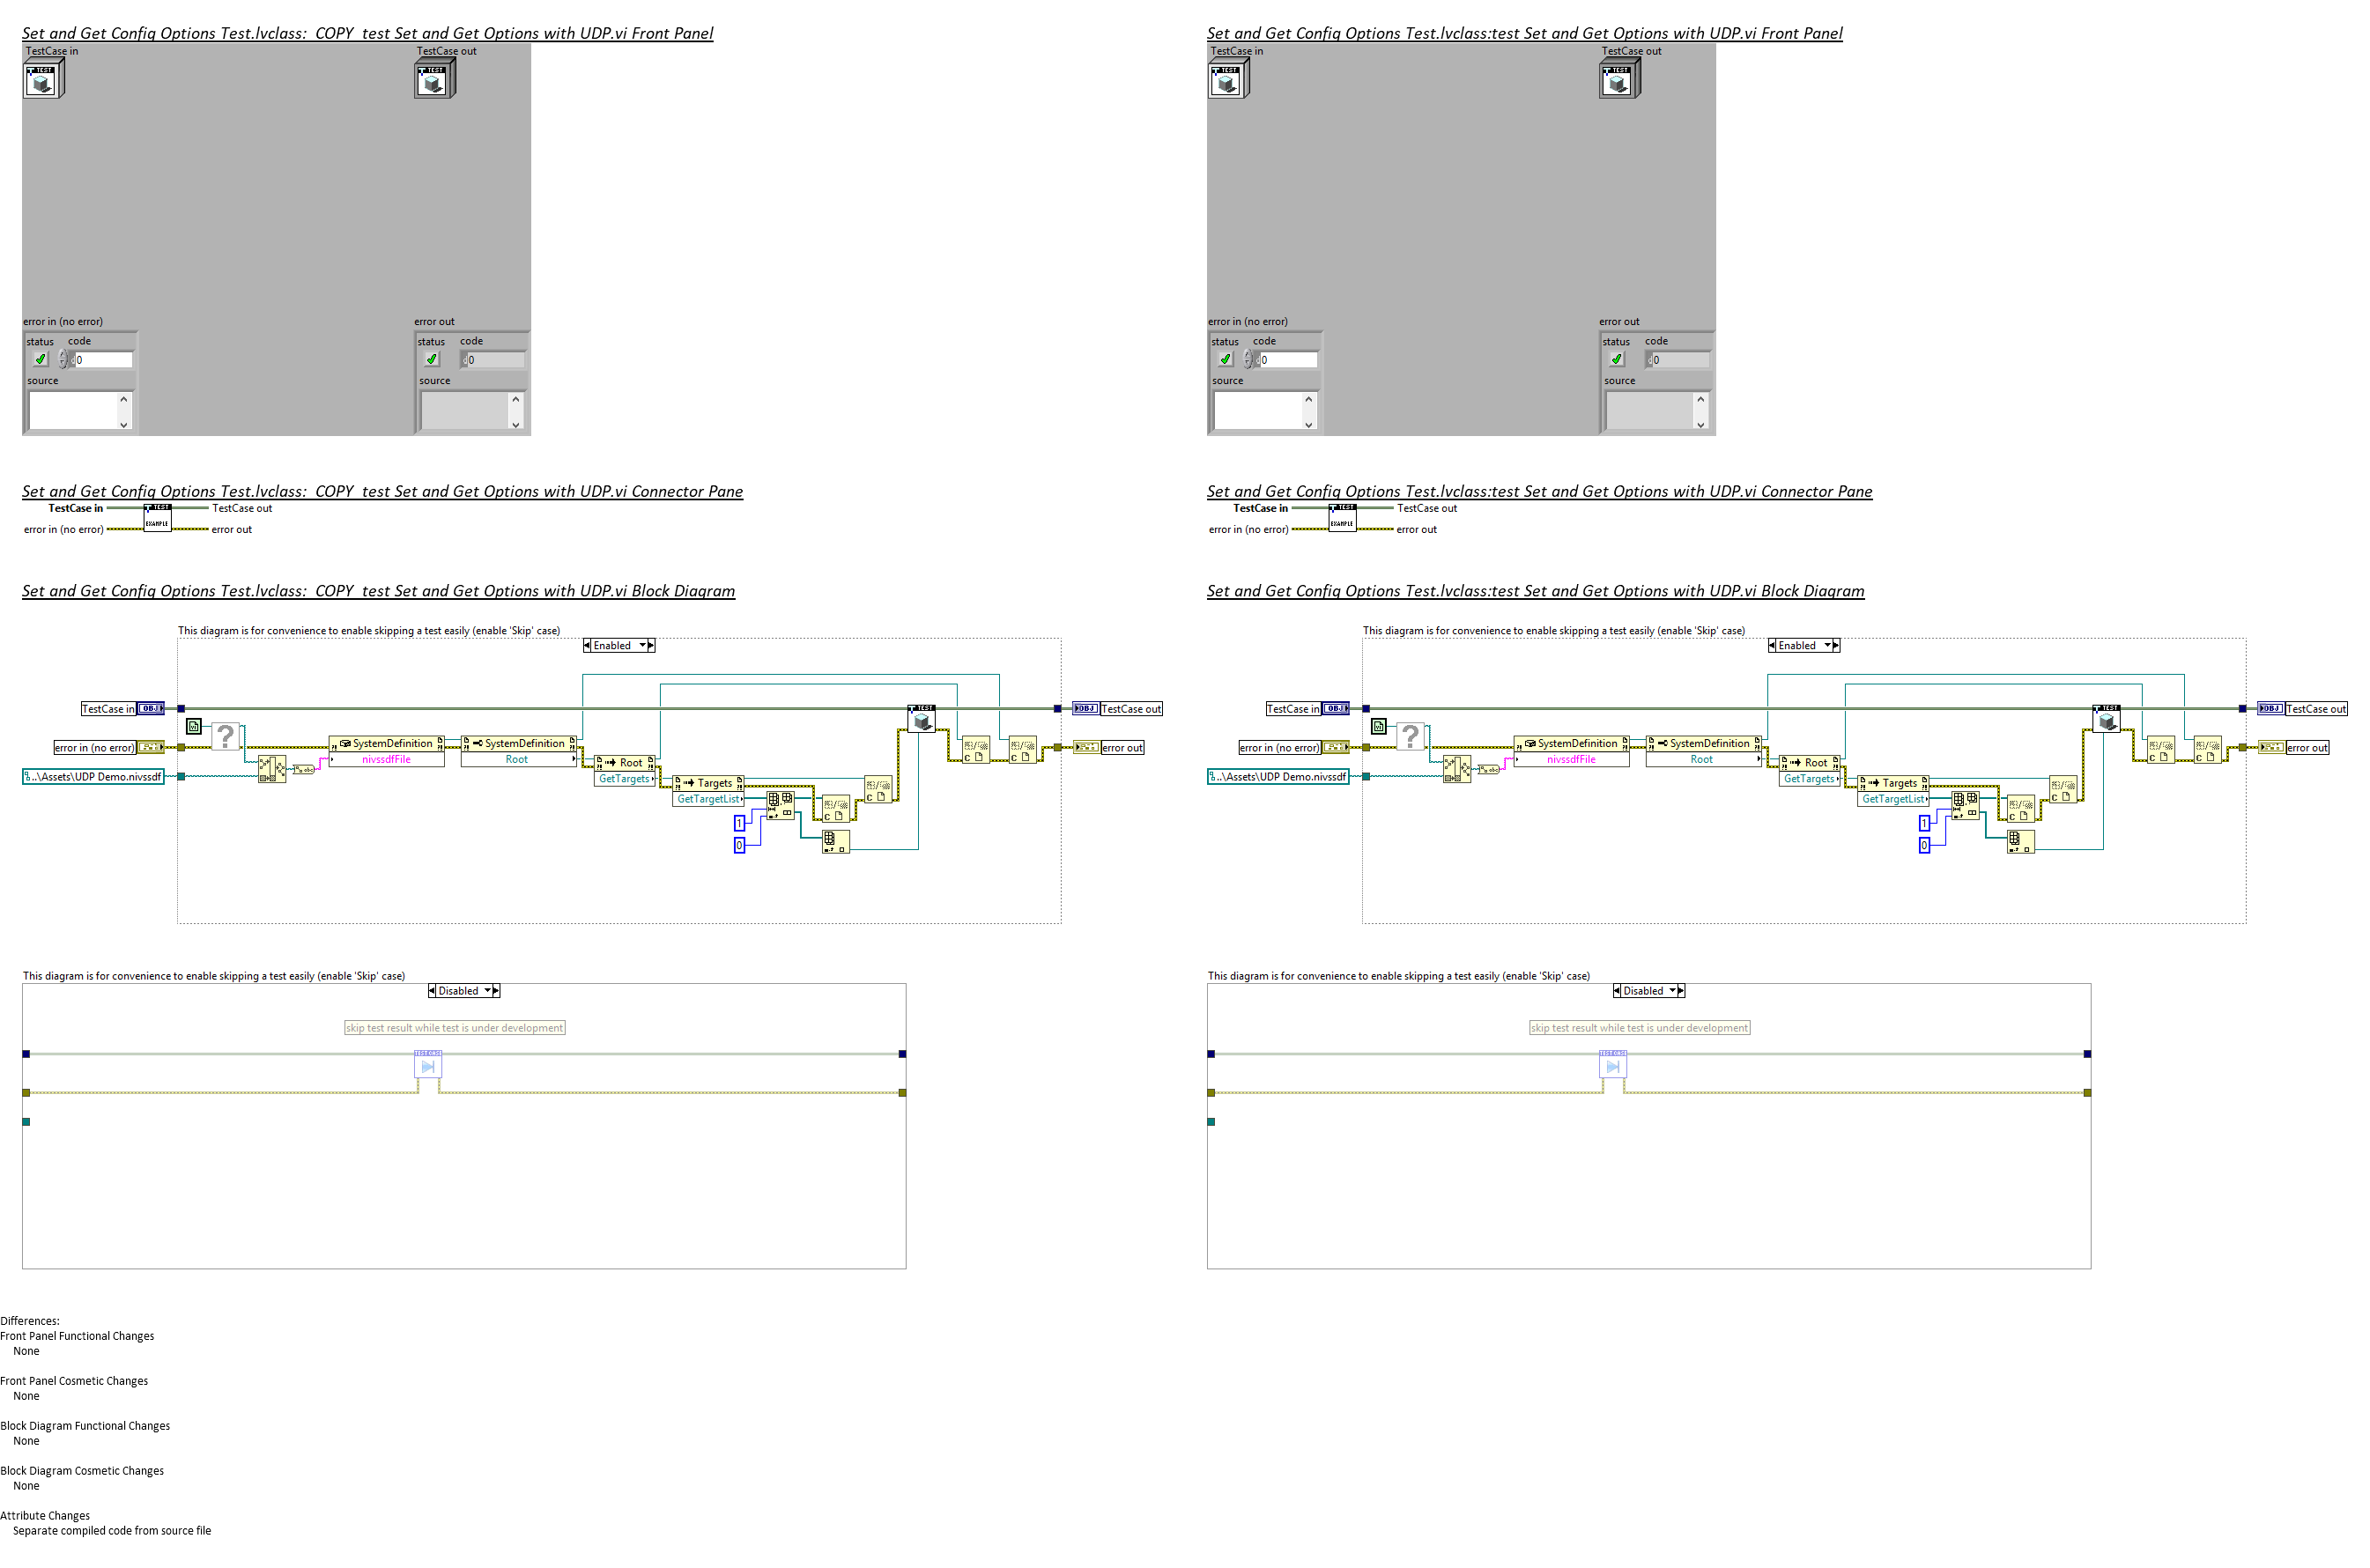 Set and Get Config Options Test.lvclass:_COPY_test Set and Get Options with UDP.vi Front Panel
TestCase in
TestCase out
TEST
TEST
error in (no error)
error out
status code
status code
0
0
source
source
Set and Get Config Options Test.lvclass:_COPY_test Set and Get Options with UDP.vi Connector Pane
TestCase in
TEST
TestCase out
error in (no error)
EXAMPLE
error out
Set and Get Config Options Test.lvclass:_COPY_test Set and Get Options with UDP.vi Block Diagram
This diagram is for convenience to enable skipping a test easily (enable 'Skip' case)
Enabled
TestCase in
OBJ
TEST
OBJ
TestCase out
?
error in (no error)
SystemDefinition
SystemDefinition
error out
nivssdfFile
Root
..\Assets\UDP Demo.nivssdf
Root
GetTargets
Targets
GetTargetList
1
0
This diagram is for convenience to enable skipping a test easily (enable 'Skip' case)
Disabled
skip test result while test is under development
Set and Get Config Options Test.lvclass:test Set and Get Options with UDP.vi Front Panel
TestCase in
TestCase out
TEST
TEST
error in (no error)
error out
status code
status code
0
0
source
source
Set and Get Config Options Test.lvclass:test Set and Get Options with UDP.vi Connector Pane
TestCase in
TEST
TestCase out
error in (no error)
EXAMPLE
error out
Set and Get Config Options Test.lvclass:test Set and Get Options with UDP.vi Block Diagram
This diagram is for convenience to enable skipping a test easily (enable 'Skip' case)
Enabled
TestCase in
OBJ
TEST
OBJ
TestCase out
?
error in (no error)
SystemDefinition
SystemDefinition
error out
nivssdfFile
Root
..\Assets\UDP Demo.nivssdf
Root
GetTargets
Targets
GetTargetList
1
0
This diagram is for convenience to enable skipping a test easily (enable 'Skip' case)
Disabled
skip test result while test is under development
Differences:
Front Panel Functional Changes
None
Front Panel Cosmetic Changes
None
Block Diagram Functional Changes
None
Block Diagram Cosmetic Changes
None
Attribute Changes
Separate compiled code from source file